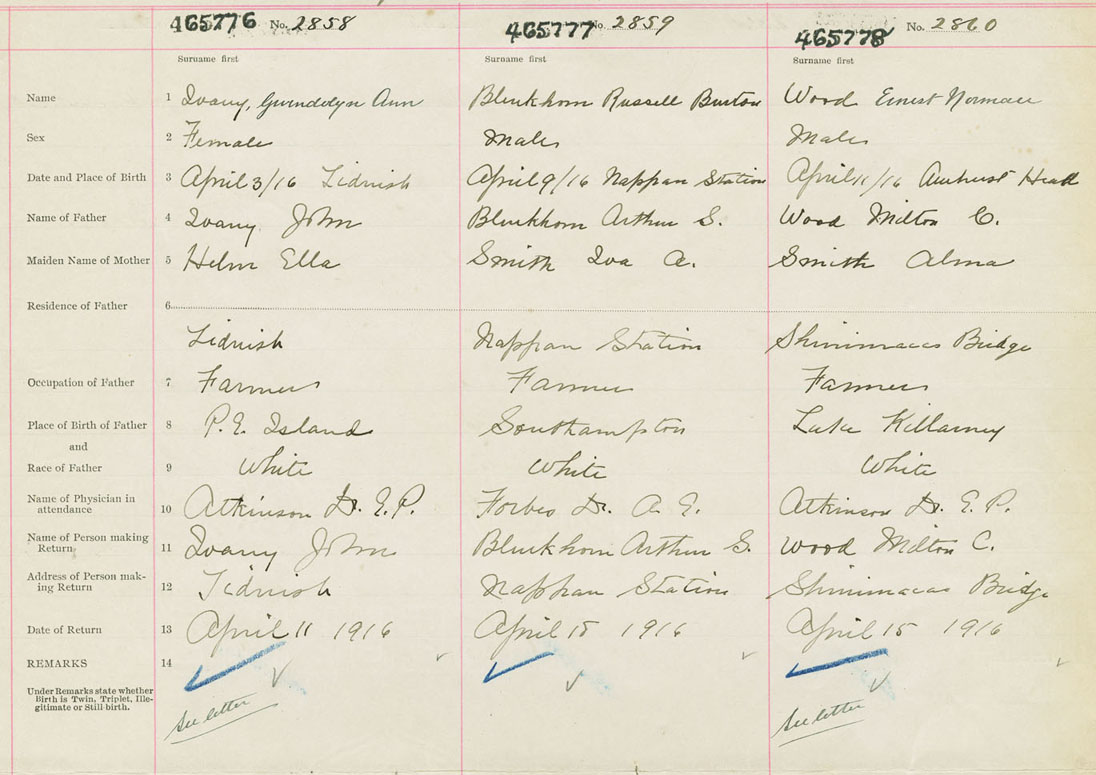 465776 No. 2858 465777 No. 2859 465778 No. 2860
Surname first Surname first Surname first
Name 1 Ivany, Gwendolyn Ann Blenkhorn Russell Burton Wood Ernest Norman
Sex 2 Female Male Male
Date and Place of Birth 3 April 3/16 Tidnish April 9/16 Nappan Station April 11/16 Amherst Head
Name of Father 4 Ivany John Blenkhorn Arthur S. Wood Milton C.
Maiden Name of Mother 5 Helm Ella Smith Iva A. Smith Alma
Residence of Father 6
Tidnish Nappan Station Shinimacas Bridge
Occupation of Father 7 Farmer Farmer Farmer
Place of Birth of Father 8 P.E. Island Southampton Lake Killarney
and
Race of Father 9 White White White
Name of Physician in
attendance 10 Atkinson Dr. E.P. Forbes Dr. A. E. Atkinson Dr. E. P.
Name of Person making
Return 11 Ivany John Blenkhorn Arthur S. Wood Milton C.
Address of Person mak-
ing Return 12 Tidnish Nappan Station Shinimacas Bridge
Date of Return 13 April 11 1916 April 15 1916 April 15 1916
REMARKS 14
Under Remarks state whether
Birth is Twin, Triplet, Ille-
gitimate or Still-birth.
See letter See letter